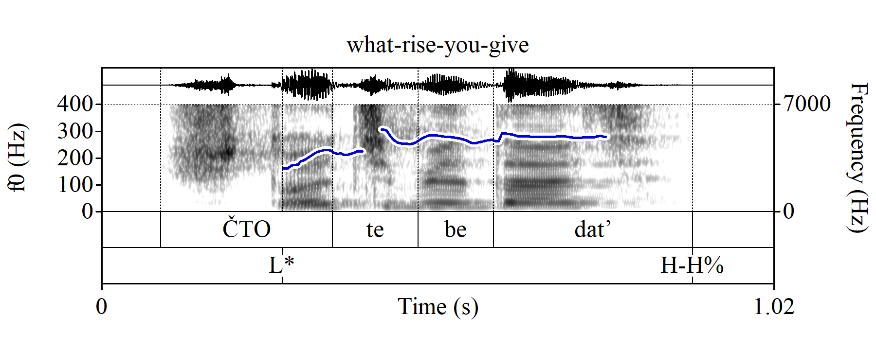 what-rise-you-give
400
300
200
100
0
f0 (Hz)
7000
0
Frequency (Hz)
ČTO te be dat’
L* H-H%
0 Time (s) 1.02